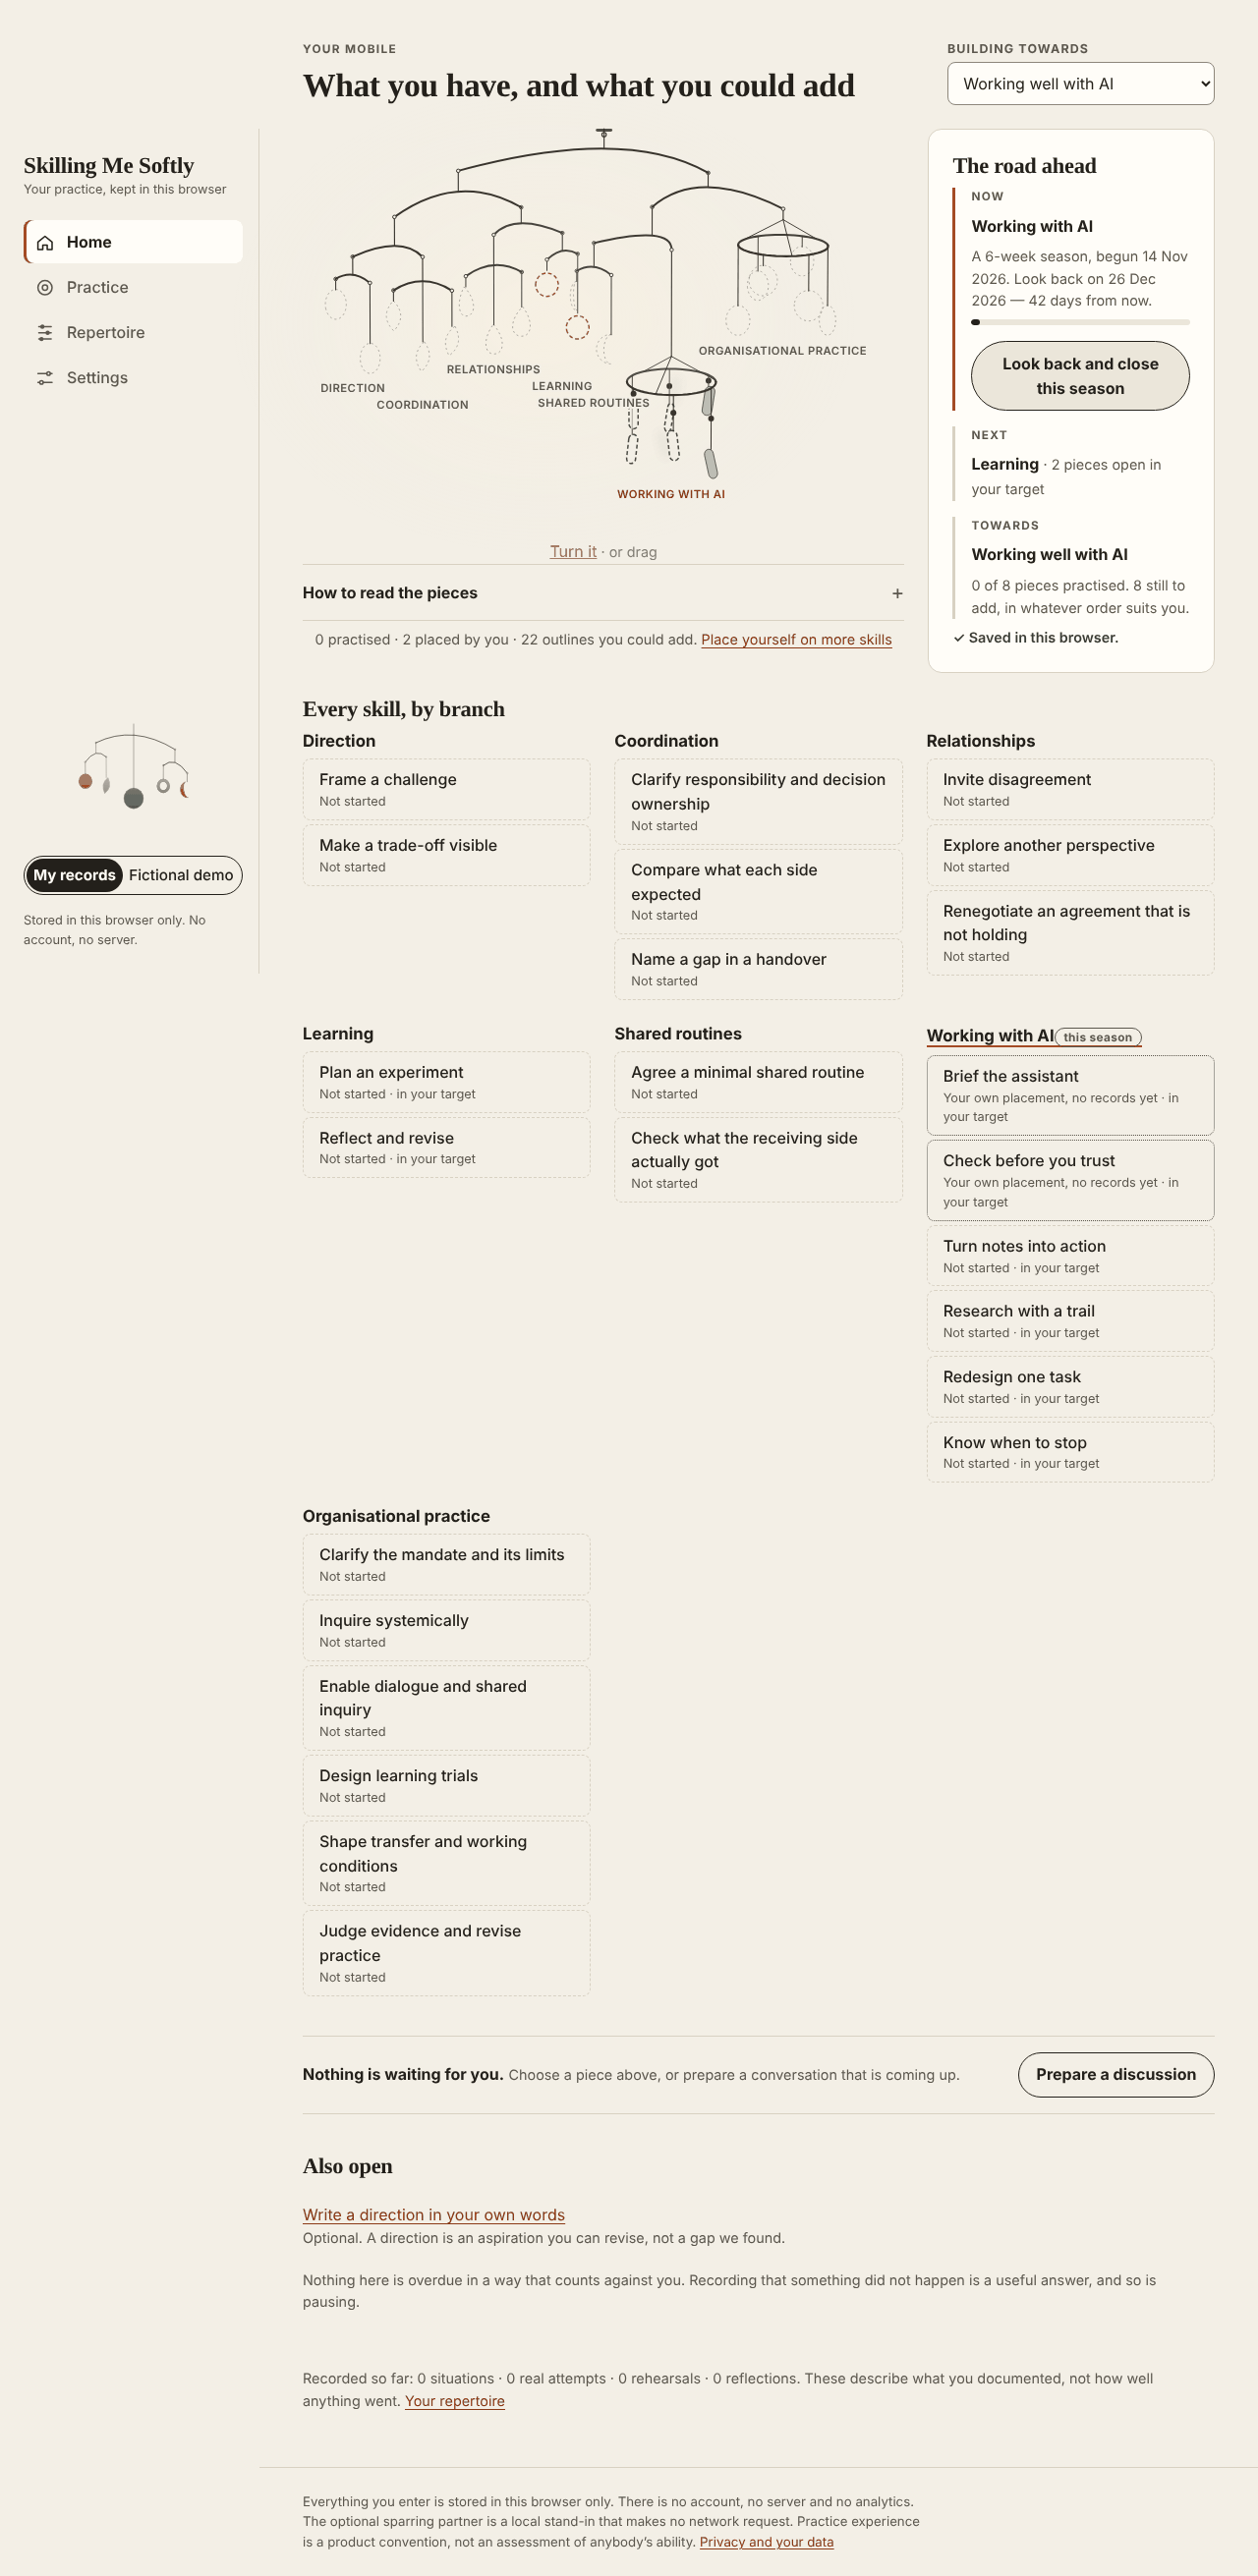 YOUR MOBILE
What you have, and what you could add
BUILDING TOWARDS
Working well with AI
Skilling Me Softly
Your practice, kept in this browser
Home
Practice
Repertoire
Settings
DIRECTION
COORDINATION
RELATIONSHIPS
LEARNING
SHARED ROUTINES
ORGANISATIONAL PRACTICE
WORKING WITH AI
Turn it · or drag
How to read the pieces
+
0 practised · 2 placed by you · 22 outlines you could add. Place yourself on more skills
The road ahead
NOW
Working with AI
A 6-week season, begun 14 Nov
2026. Look back on 26 Dec
2026 — 42 days from now.
Look back and close
this season
NEXT
Learning · 2 pieces open in
your target
TOWARDS
Working well with AI
0 of 8 pieces practised. 8 still to
add, in whatever order suits you.
✓ Saved in this browser.
My records
Fictional demo
Stored in this browser only. No
account, no server.
Every skill, by branch
Direction
Frame a challenge
Not started
Make a trade-off visible
Not started
Coordination
Clarify responsibility and decision
ownership
Not started
Compare what each side
expected
Not started
Name a gap in a handover
Not started
Relationships
Invite disagreement
Not started
Explore another perspective
Not started
Renegotiate an agreement that is
not holding
Not started
Learning
Plan an experiment
Not started · in your target
Reflect and revise
Not started · in your target
Shared routines
Agree a minimal shared routine
Not started
Check what the receiving side
actually got
Not started
Working with AI this season
Brief the assistant
Your own placement, no records yet · in
your target
Check before you trust
Your own placement, no records yet · in
your target
Turn notes into action
Not started · in your target
Research with a trail
Not started · in your target
Redesign one task
Not started · in your target
Know when to stop
Not started · in your target
Organisational practice
Clarify the mandate and its limits
Not started
Inquire systemically
Not started
Enable dialogue and shared
inquiry
Not started
Design learning trials
Not started
Shape transfer and working
conditions
Not started
Judge evidence and revise
practice
Not started
Nothing is waiting for you. Choose a piece above, or prepare a conversation that is coming up.
Prepare a discussion
Also open
Write a direction in your own words
Optional. A direction is an aspiration you can revise, not a gap we found.
Nothing here is overdue in a way that counts against you. Recording that something did not happen is a useful answer, and so is
pausing.
Recorded so far: 0 situations · 0 real attempts · 0 rehearsals · 0 reflections. These describe what you documented, not how well
anything went. Your repertoire
Everything you enter is stored in this browser only. There is no account, no server and no analytics.
The optional sparring partner is a local stand-in that makes no network request. Practice experience
is a product convention, not an assessment of anybody’s ability. Privacy and your data